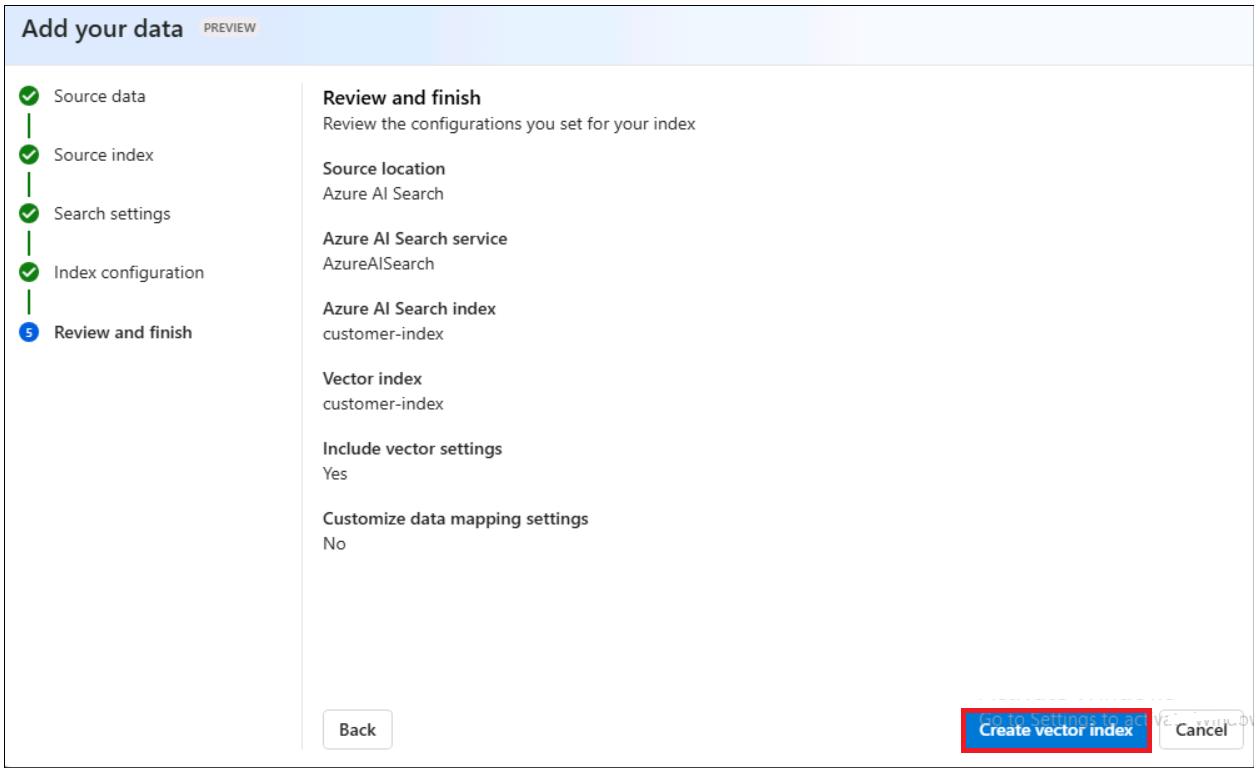 Add your data PREVIEW
Source data
Source index
Search settings
Index configuration
5 Review and finish
Review and finish
Review the configurations you set for your index
Source location
Azure AI Search
Azure AI Search service
AzureAISearch
Azure AI Search index
customer-index
Vector index
customer-index
Include vector settings
Yes
Customize data mapping settings
No
Go to Settings to
Back
Create vector index
Cancel